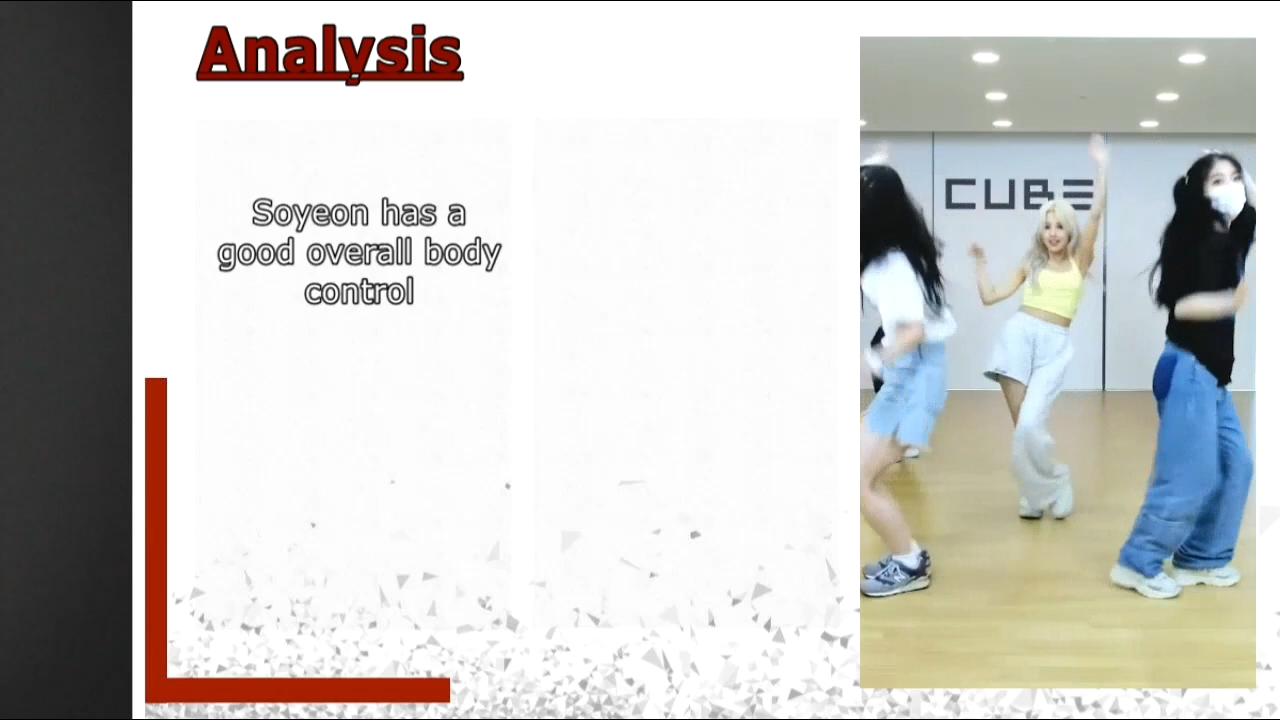 Analysis
Soyeon has a
good overall body
control
CUBE